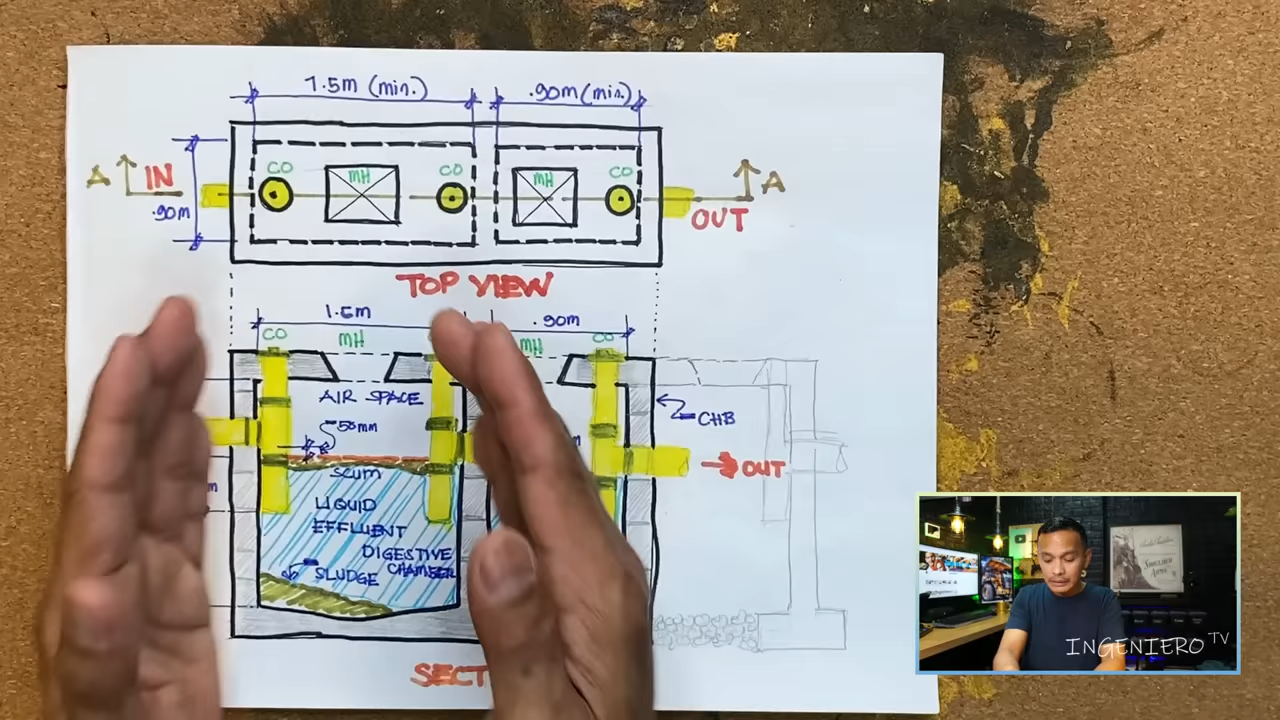 1.5m (min.)
.90m (min.)
CO
CO
CO
A
IN
MH
MH
A
.90m
OUT
TOP VIEW
1.5m
.90m
CO
MH
MH
CO
AIR SPACE
50mm
CHB
SCUM
OUT
LIQUID
EFFLUENT
DIGESTIVE
CHAMBER
SLUDGE
SECT
INGENIERO TV